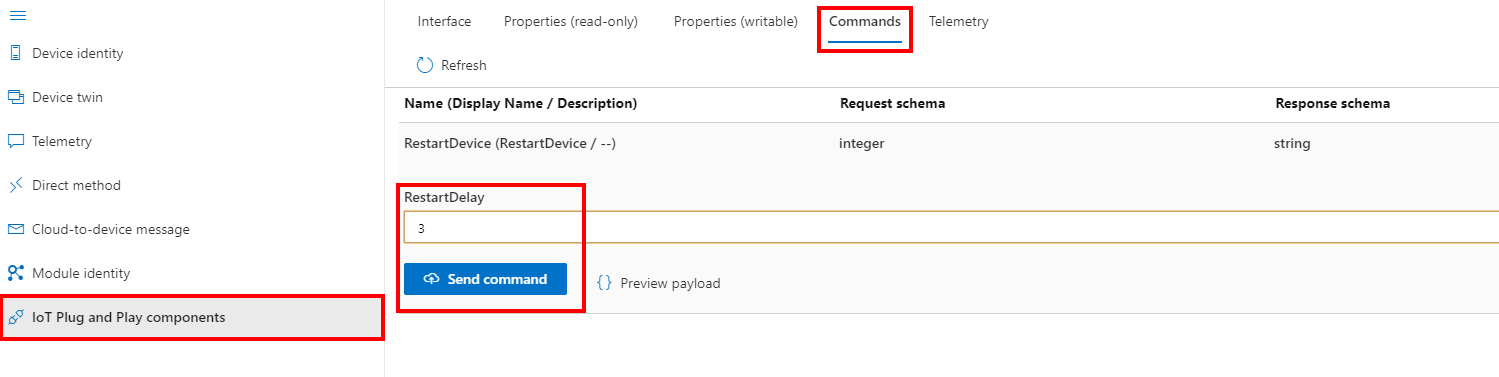 Device identity
Device twin
Telemetry
Direct method
Cloud-to-device message
Module identity
IoT Plug and Play components
Interface Properties (read-only) Properties (writable) Commands Telemetry
Refresh
Name (Display Name / Description) Request schema Response schema
RestartDevice (RestartDevice / --) integer string
RestartDelay
3
Send command {} Preview payload